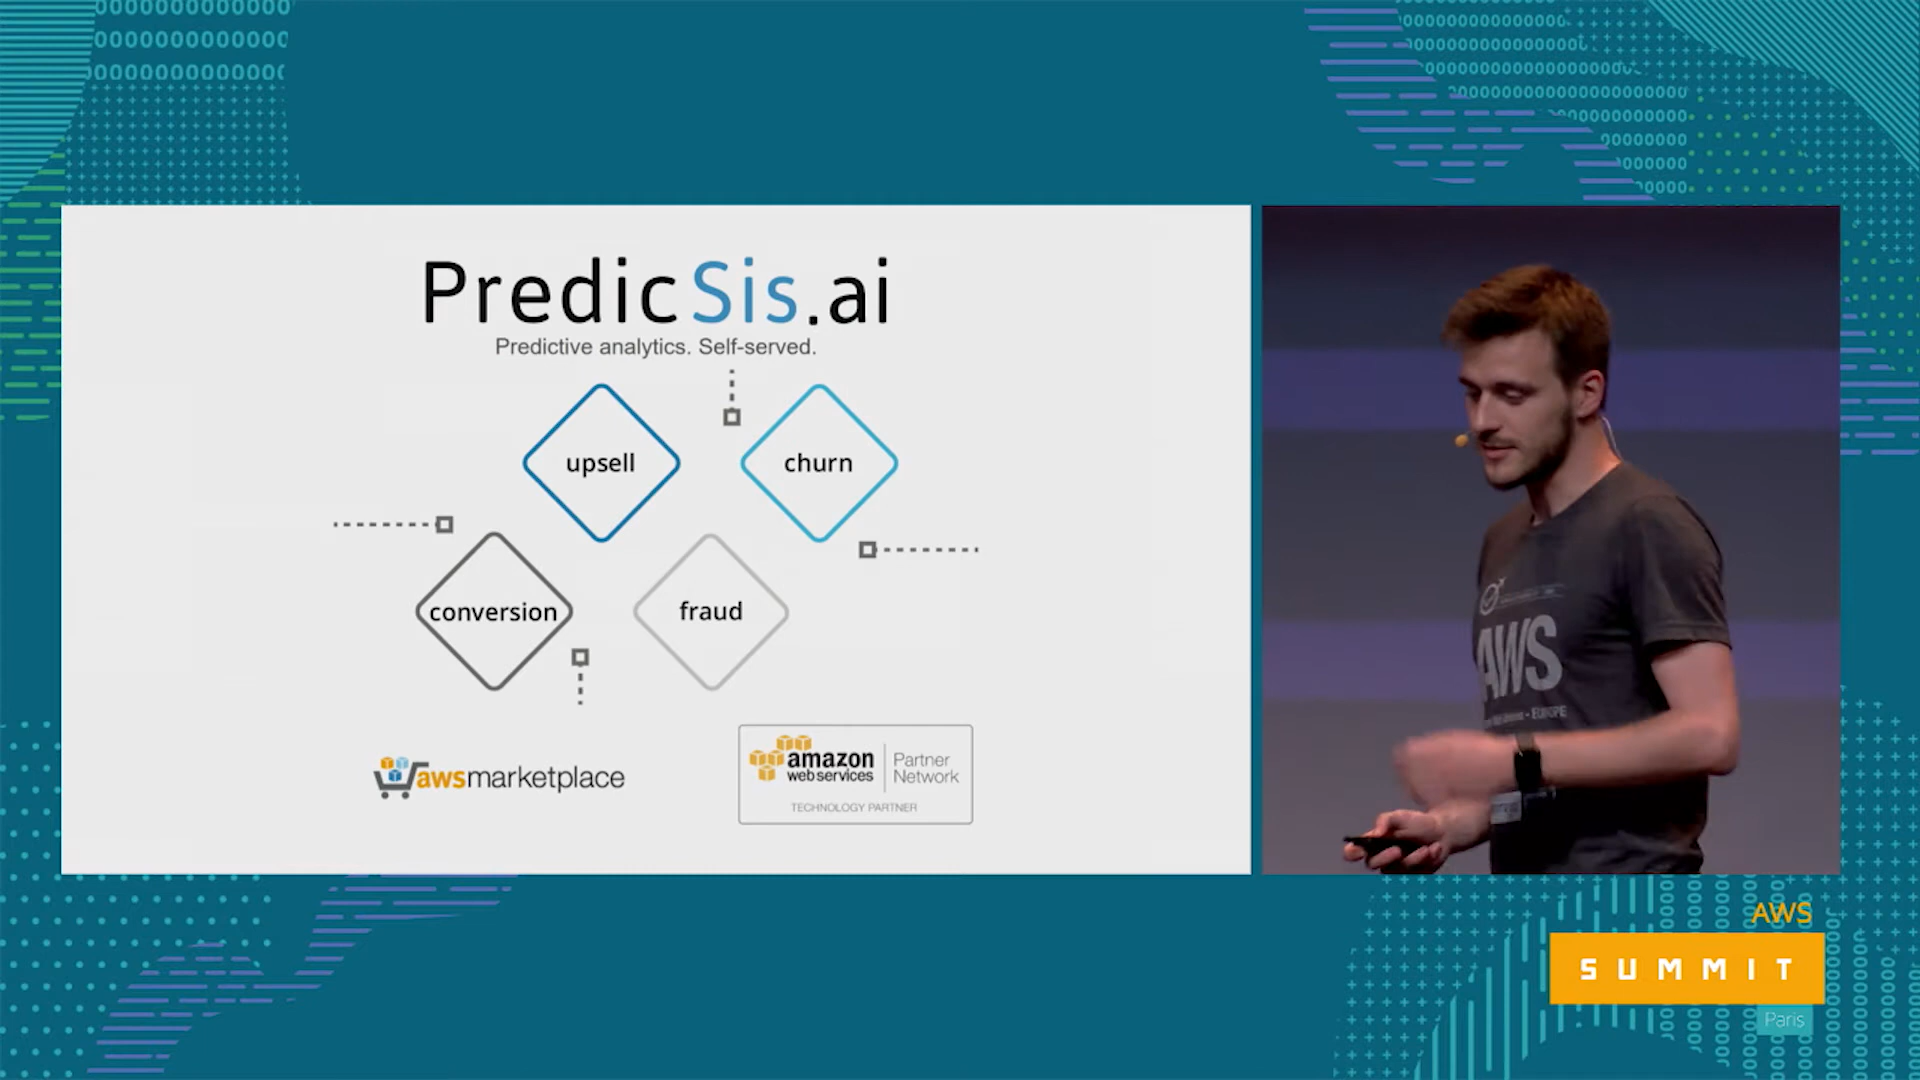 PredicSis.ai
Predictive analytics. Self-served.
upsell
churn
conversion
fraud
awsmarketplace
amazon
webservices
Partner
Network
TECHNOLOGY PARTNER
AWS
EUROPE
AWS
SUMMIT
Paris